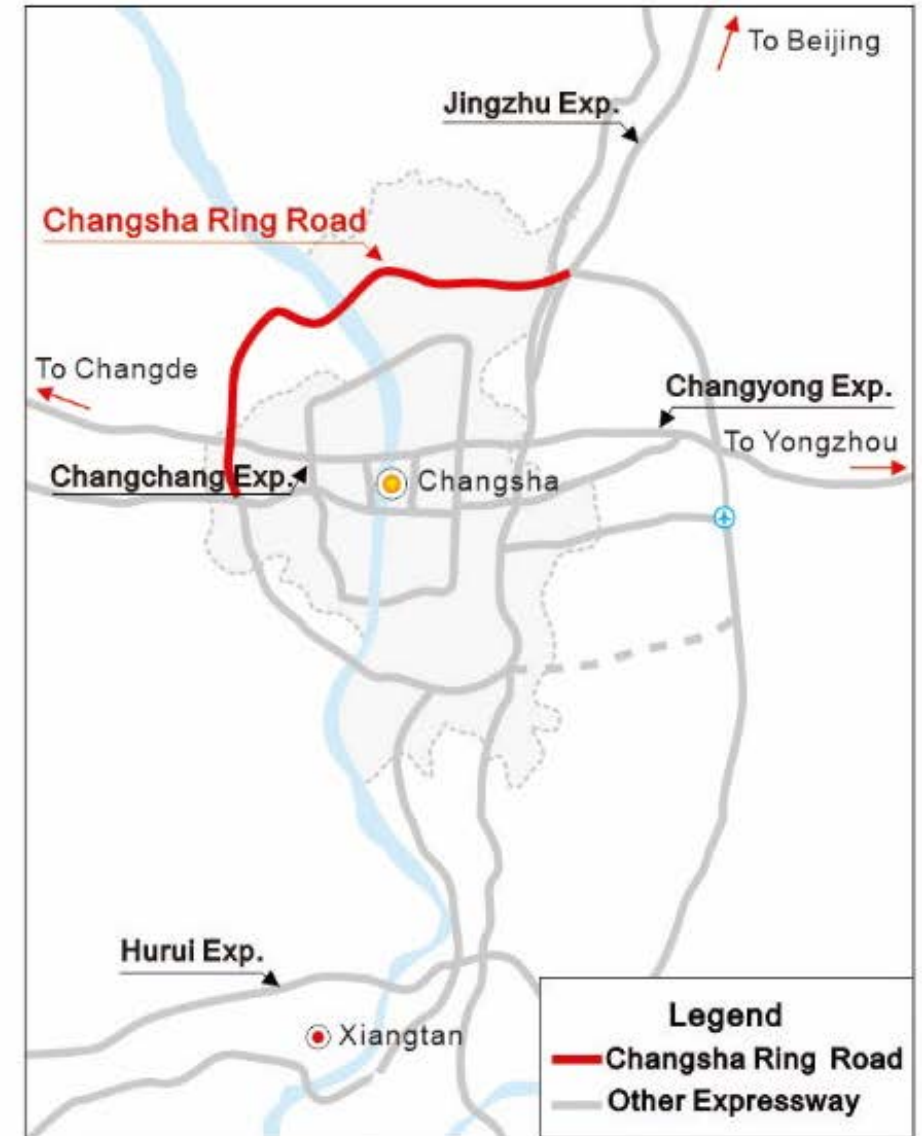 To Beijing
Jingzhu Exp.
Changsha Ring Road
To Changde
Changyong Exp.
To Yongzhou
Changchang Exp.
Changsha
Hurui Exp.
Xiangtan
Legend
Changsha Ring Road
Other Expressway